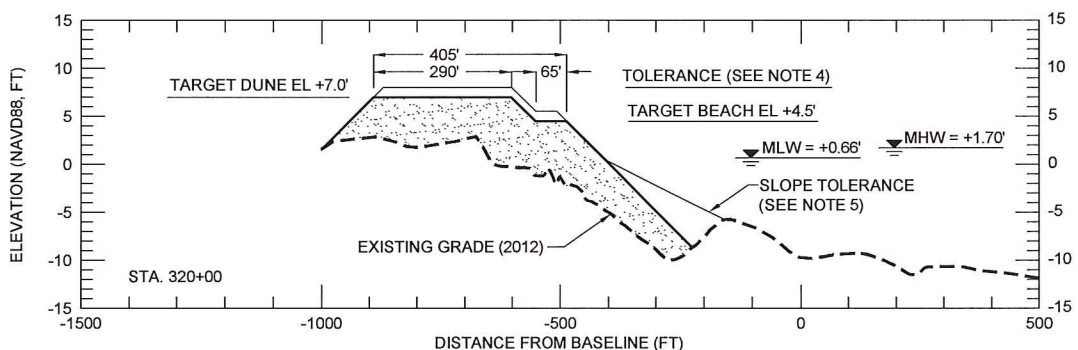 15
10
5
0
-5
-10
-15
ELEVATION (NAVD88, FT)
405'
290'
65'
TARGET DUNE EL +7.0'
TOLERANCE (SEE NOTE 4)
TARGET BEACH EL +4.5'
MLW = +0.66'
MHW = +1.70'
SLOPE TOLERANCE
(SEE NOTE 5)
EXISTING GRADE (2012)
STA. 320+00
15
10
5
0
-5
-10
-15
-1500
-1000
-500
0
500
DISTANCE FROM BASELINE (FT)